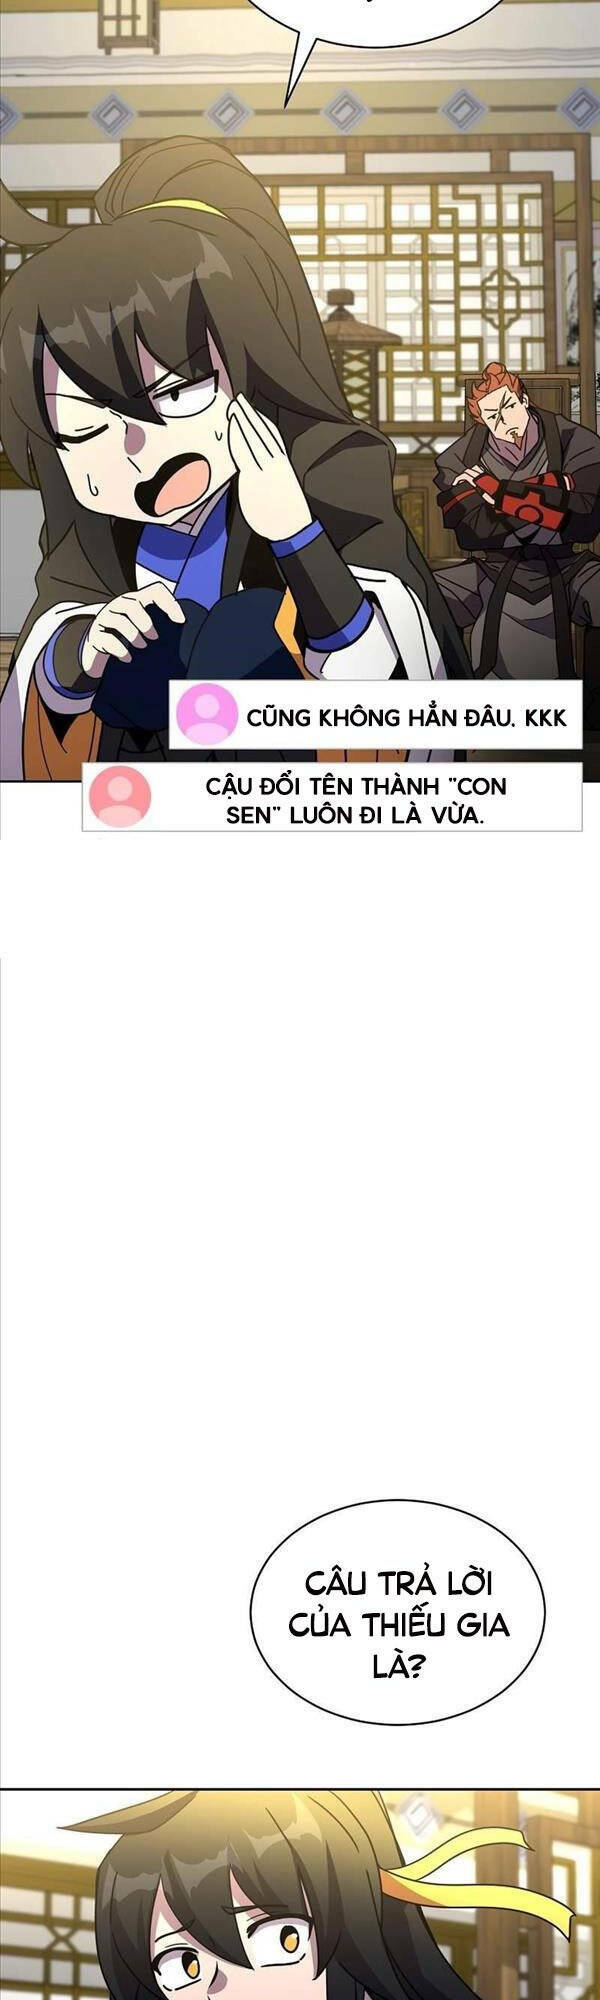 CŨNG KHÔNG HẲN ĐÂU. KKK
CẬU ĐỔI TÊN THÀNH "CON
SEN" LUÔN ĐI LÀ VỪA.
CÂU TRẢ LỜI
CỦA THIẾU GIA
LÀ?